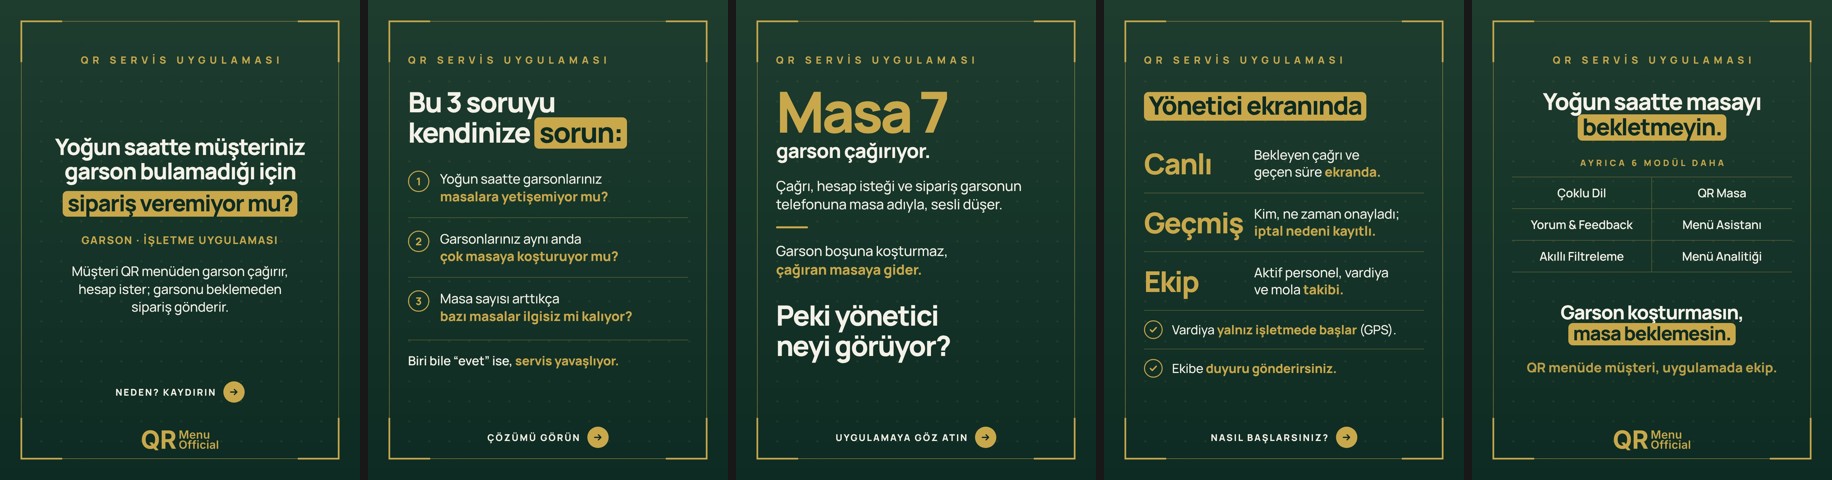 QR SERVİS UYGULAMASI
Yoğun saatte müşteriniz
garson bulamadığı için
sipariş veremiyor mu?
GARSON · İŞLETME UYGULAMASI
Müşteri QR menüden garson çağırır,
hesap ister; garsonu beklemeden
sipariş gönderir.
NEDEN? KAYDIRIN
QR Menu
Official
QR SERVİS UYGULAMASI
Bu 3 soruyu
kendinize sorun:
1 Yoğun saatte garsonlarınız
masalara yetişemiyor mu?
2 Garsonlarınız aynı anda
çok masaya koşturuyor mu?
3 Masa sayısı arttıkça
bazı masalar ilgisiz mi kalıyor?
Biri bile “evet” ise, servis yavaşlıyor.
ÇÖZÜMÜ GÖRÜN
QR SERVİS UYGULAMASI
Masa 7
garson çağırıyor.
Çağrı, hesap isteği ve sipariş garsonun
telefonuna masa adıyla, sesli düşer.
Garson boşuna koşturmaz,
çağıran masaya gider.
Peki yönetici
neyi görüyor?
UYGULAMAYA GÖZ ATIN
QR SERVİS UYGULAMASI
Yönetici ekranında
Canlı
Bekleyen çağrı ve
geçen süre ekranda.
Geçmiş
Kim, ne zaman onayladı;
iptal nedeni kayıtlı.
Ekip
Aktif personel, vardiya
ve mola takibi.
Vardiya yalnız işletmede başlar (GPS).
Ekibe duyuru gönderirsiniz.
NASIL BAŞLARSINIZ?
QR SERVİS UYGULAMASI
Yoğun saatte masayı
bekletmeyin.
AYRICA 6 MODÜL DAHA
Çoklu Dil
QR Masa
Yorum & Feedback
Menü Asistanı
Akıllı Filtreleme
Menü Analitiği
Garson koşturmasın,
masa beklemesin.
QR menüde müşteri, uygulamada ekip.
QR Menu
Official